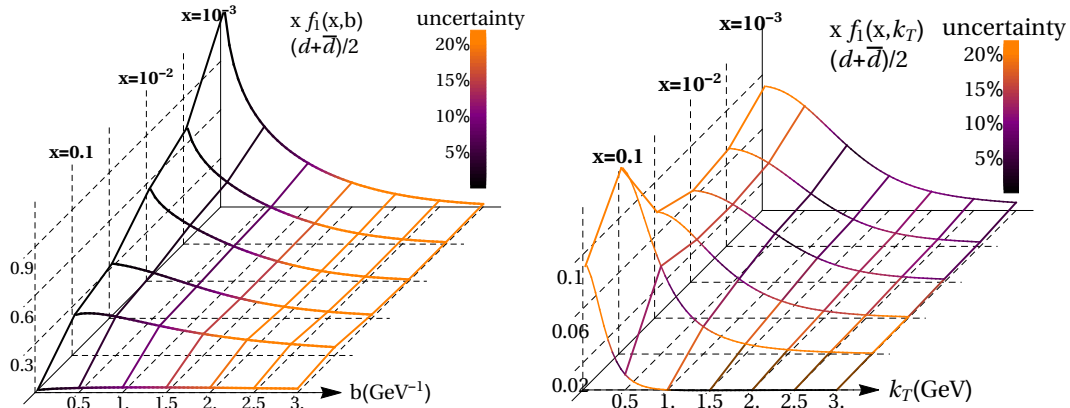 x=10⁻³
x f₁(x,b)
(d+d̅)/2
uncertainty
20%
15%
10%
5%
x=10⁻²
x=0.1
0.9
0.6
0.3
0.5
1.
1.5
2.
2.5
3.
b(GeV⁻¹)
x=10⁻³
x f₁(x,k_T)
(d+d̅)/2
uncertainty
20%
15%
10%
5%
x=10⁻²
x=0.1
0.1
0.06
0.02
0.5
1.
1.5
2.
2.5
3.
k_T(GeV)